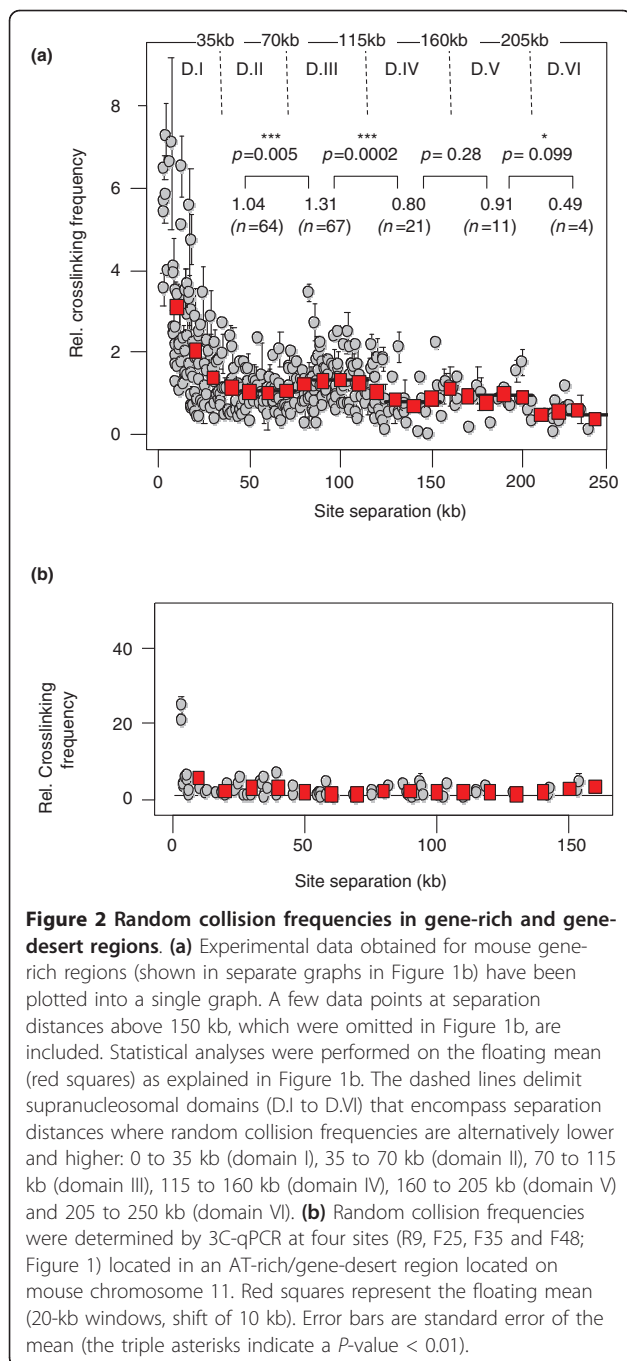 (a)
35kb 70kb 115kb 160kb 205kb
D.I D.II D.III D.IV D.V D.VI
*** *** *
p=0.005 p=0.0002 p = 0.28 p= 0.099
1.04 1.31 0.80 0.91 0.49
(n=64) (n=67) (n=21) (n=11) (n=4)
Rel. crosslinking frequency
8
6
4
2
0
0 50 100 150 200 250
Site separation (kb)
(b)
Rel. Crosslinking
frequency
40
20
0
0 50 100 150
Site separation (kb)
Figure 2 Random collision frequencies in gene-rich and gene-
desert regions. (a) Experimental data obtained for mouse gene-
rich regions (shown in separate graphs in Figure 1b) have been
plotted into a single graph. A few data points at separation
distances above 150 kb, which were omitted in Figure 1b, are
included. Statistical analyses were performed on the floating mean
(red squares) as explained in Figure 1b. The dashed lines delimit
supranucleosomal domains (D.I to D.VI) that encompass separation
distances where random collision frequencies are alternatively lower
and higher: 0 to 35 kb (domain I), 35 to 70 kb (domain II), 70 to 115
kb (domain III), 115 to 160 kb (domain IV), 160 to 205 kb (domain V)
and 205 to 250 kb (domain VI). (b) Random collision frequencies
were determined by 3C-qPCR at four sites (R9, F25, F35 and F48;
Figure 1) located in an AT-rich/gene-desert region located on
mouse chromosome 11. Red squares represent the floating mean
(20-kb windows, shift of 10 kb). Error bars are standard error of the
mean (the triple asterisks indicate a P-value < 0.01).